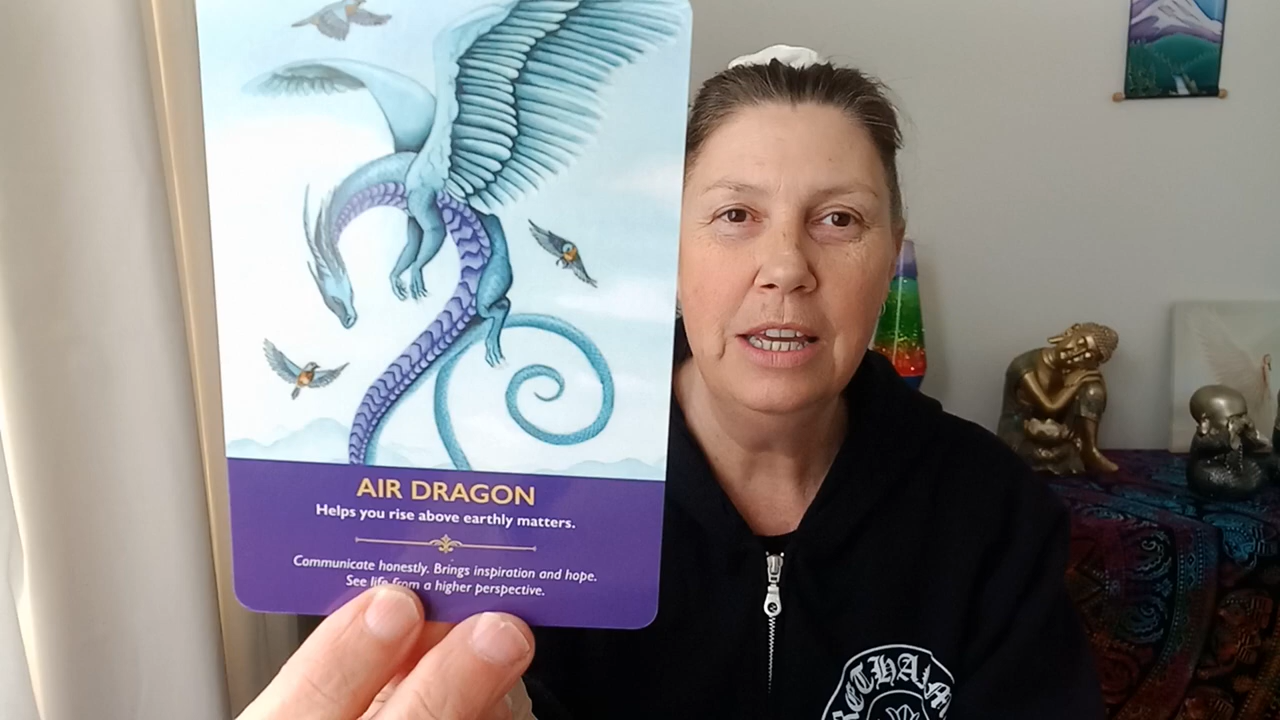 AIR DRAGON
Helps you rise above earthly matters.
Communicate honestly. Brings inspiration and hope.
See life from a higher perspective.